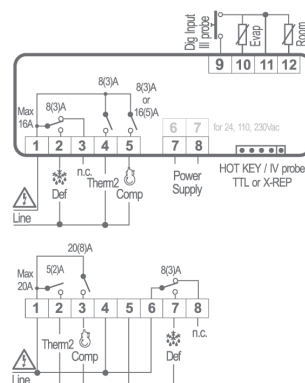 Dig Input
III probe
Evap
Room
9 10 11 12
8(3)A
8(3)A
or
16(5)A
Max
16A
8(3)A
1 2 3 4 5
6 7 for 24, 110, 230Vac
7 8
n.c.
Def
Therm2
Comp
Power
Supply
HOT KEY / IV probe
TTL or X-REP
Line
20(8)A
Max
20A
5(2)A
8(3)A
1 2 3 4 5 6 7 8
n.c.
Therm2
Comp
Def
Line